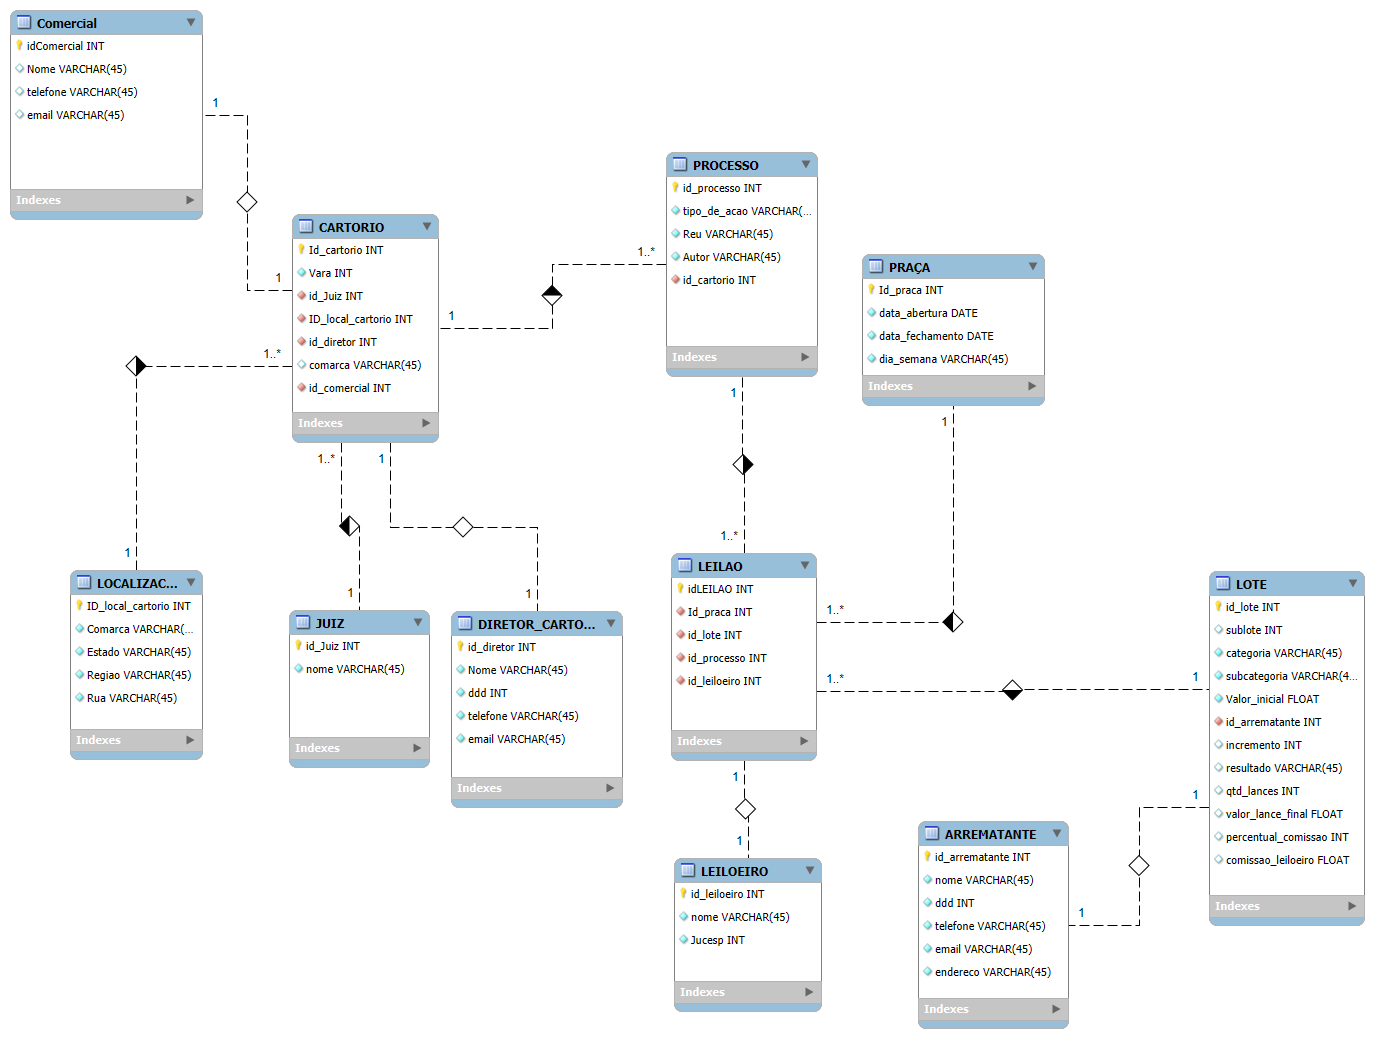 Comercial
idComercial INT
Nome VARCHAR(45)
telefone VARCHAR(45)
email VARCHAR(45)
Indexes
1
1
CARTORIO
Id_cartorio INT
Vara INT
id_Juiz INT
ID_local_cartorio INT
id_diretor INT
comarca VARCHAR(45)
id_comercial INT
Indexes
1
1..*
1..*
1
1..*
1
1
1
PROCESSO
id_processo INT
tipo_de_acao VARCHAR(...
Reu VARCHAR(45)
Autor VARCHAR(45)
id_cartorio INT
Indexes
1
1..*
PRAÇA
Id_praca INT
data_abertura DATE
data_fechamento DATE
dia_semana VARCHAR(45)
Indexes
1
1..*
LOCALIZAC...
ID_local_cartorio INT
Comarca VARCHAR(...
Estado VARCHAR(45)
Regiao VARCHAR(45)
Rua VARCHAR(45)
Indexes
JUIZ
id_Juiz INT
nome VARCHAR(45)
Indexes
DIRETOR_CARTO...
id_diretor INT
Nome VARCHAR(45)
ddd INT
telefone VARCHAR(45)
email VARCHAR(45)
Indexes
LEILAO
idLEILAO INT
Id_praca INT
id_lote INT
id_processo INT
id_leiloeiro INT
Indexes
1..*
1
1
1
LEILOEIRO
id_leiloeiro INT
nome VARCHAR(45)
Jucesp INT
Indexes
LOTE
id_lote INT
sublote INT
categoria VARCHAR(45)
subcategoria VARCHAR(4...
Valor_inicial FLOAT
id_arrematante INT
incremento INT
resultado VARCHAR(45)
qtd_lances INT
valor_lance_final FLOAT
percentual_comissao INT
comissao_leiloeiro FLOAT
Indexes
1
1
ARREMATANTE
id_arrematante INT
nome VARCHAR(45)
ddd INT
telefone VARCHAR(45)
email VARCHAR(45)
endereco VARCHAR(45)
Indexes